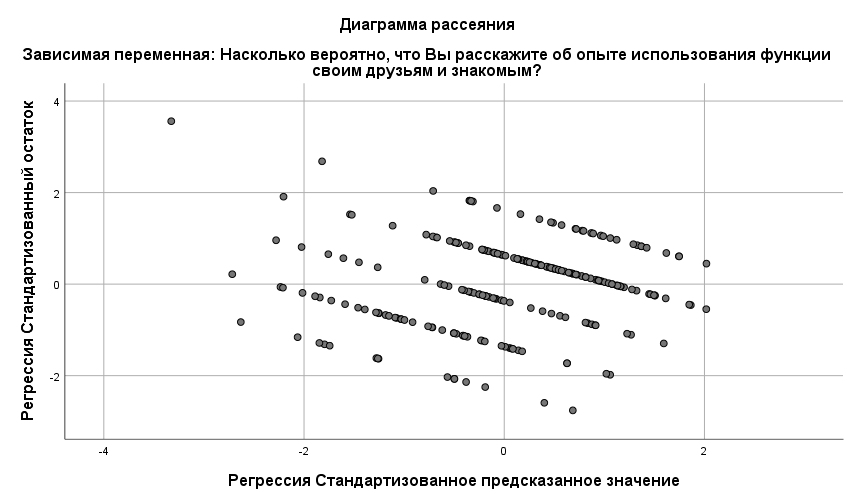 Диаграмма рассеяния
Зависимая переменная: Насколько вероятно, что Вы расскажите об опыте использования функции
своим друзьям и знакомым?
Регрессия Стандартизованный остаток
4
2
0
-2
-4
-2
0
2
Регрессия Стандартизованное предсказанное значение